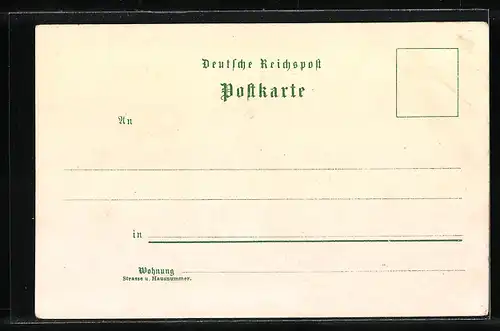 Deutsche Reichspost
Postkarte
An
in
Wohnung
Strasse u. Hausnummer.